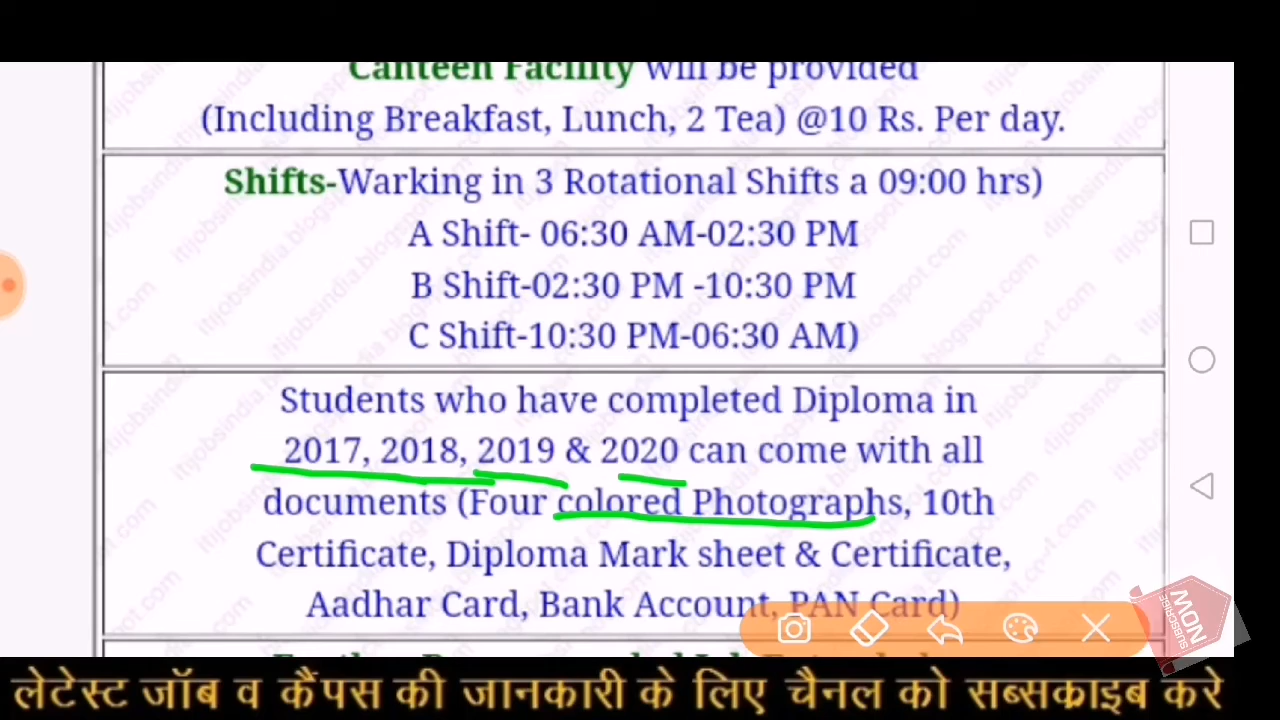 Canteen Facility will be provided
(Including Breakfast, Lunch, 2 Tea) @10 Rs. Per day.
Shifts-Warking in 3 Rotational Shifts a 09:00 hrs)
A Shift- 06:30 AM-02:30 PM
B Shift-02:30 PM -10:30 PM
C Shift-10:30 PM-06:30 AM)
Students who have completed Diploma in
2017, 2018, 2019 & 2020 can come with all
documents (Four colored Photographs, 10th
Certificate, Diploma Mark sheet & Certificate,
Aadhar Card, Bank Account, PAN Card)
SUBSCRIBE NOW
लेटेस्ट जॉब व कैंपस की जानकारी के लिए चैनल को सब्सक्राइब करे